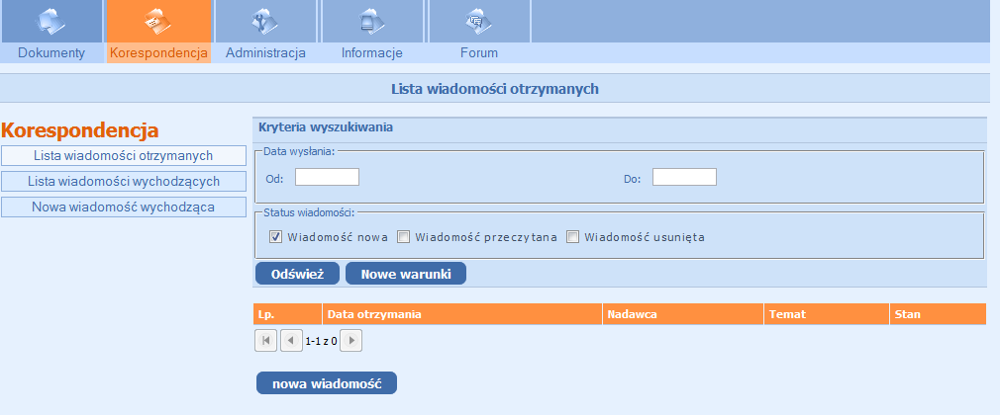 Dokumenty Korespondencja Administracja Informacje Forum
Lista wiadomości otrzymanych
Korespondencja
Lista wiadomości otrzymanych
Lista wiadomości wychodzących
Nowa wiadomość wychodząca
Kryteria wyszukiwania
Data wysłania:
Od: Do:
Status wiadomości:
Wiadomość nowa Wiadomość przeczytana Wiadomość usunięta
Odśwież Nowe warunki
Lp. Data otrzymania Nadawca Temat Stan
1-1 z 0
nowa wiadomość